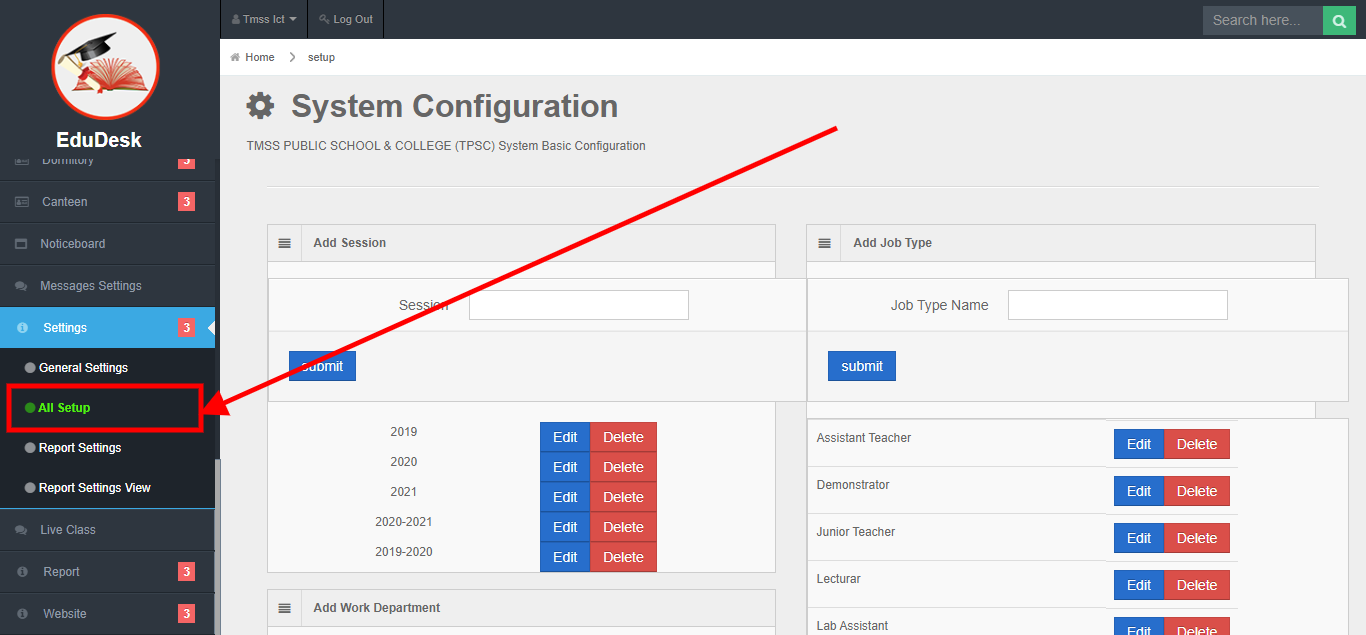 Tmss Ict
Log Out
Search here...
EduDesk
Home
setup
System Configuration
TMSS PUBLIC SCHOOL & COLLEGE (TPSC) System Basic Configuration
Dormitory 3
Canteen 3
Noticeboard
Messages Settings
Settings 3
General Settings
All Setup
Report Settings
Report Settings View
Live Class
Report 3
Website 3
Add Session
Session
submit
2019 Edit Delete
2020 Edit Delete
2021 Edit Delete
2020-2021 Edit Delete
2019-2020 Edit Delete
Add Work Department
Add Job Type
Job Type Name
submit
Assistant Teacher Edit Delete
Demonstrator Edit Delete
Junior Teacher Edit Delete
Lecturar Edit Delete
Lab Assistant Edit Delete